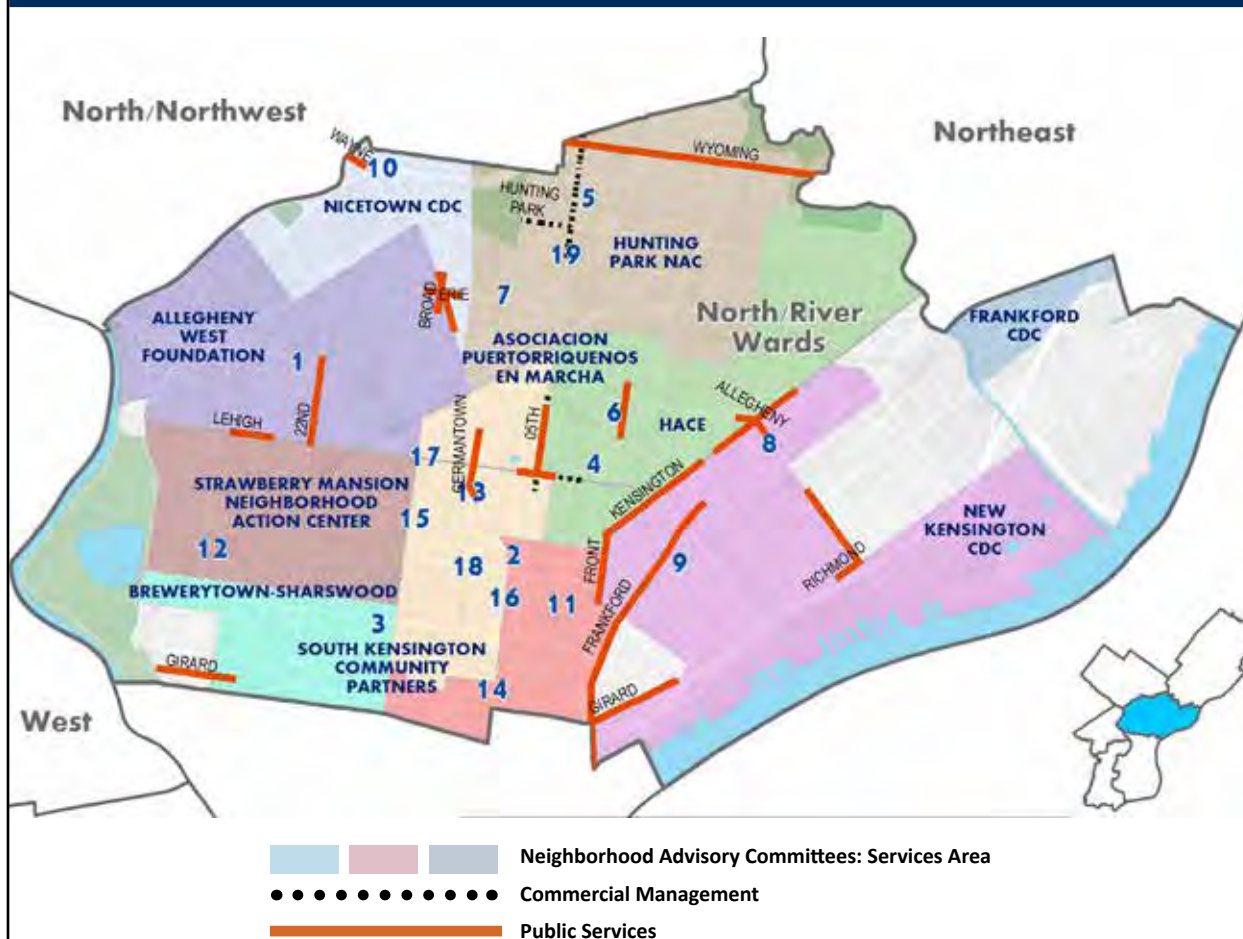 North/Northwest
Northeast
WAYNE
10
WYOMING
NICETOWN CDC
HUNTING
PARK
5
HUNTING
PARK NAC
19
BROAD
ERIE
7
North/River
Wards
FRANKFORD
CDC
ALLEGHENY
WEST
FOUNDATION
1
ASOCIACION
PUERTORRIQUENOS
EN MARCHA
LEHIGH
22ND
GERMANTOWN
05TH
6
HACE
ALLEGHENY
8
17
4
KENSINGTON
13
STRAWBERRY MANSION
NEIGHBORHOOD
ACTION CENTER
15
NEW
KENSINGTON
CDC
12
18
2
FRONT
9
RICHMOND
BREWERYTOWN-SHARSWOOD
16
11
FRANKFORD
3
SOUTH KENSINGTON
COMMUNITY
PARTNERS
GIRARD
14
GIRARD
West
Neighborhood Advisory Committees: Services Area
Commercial Management
Public Services